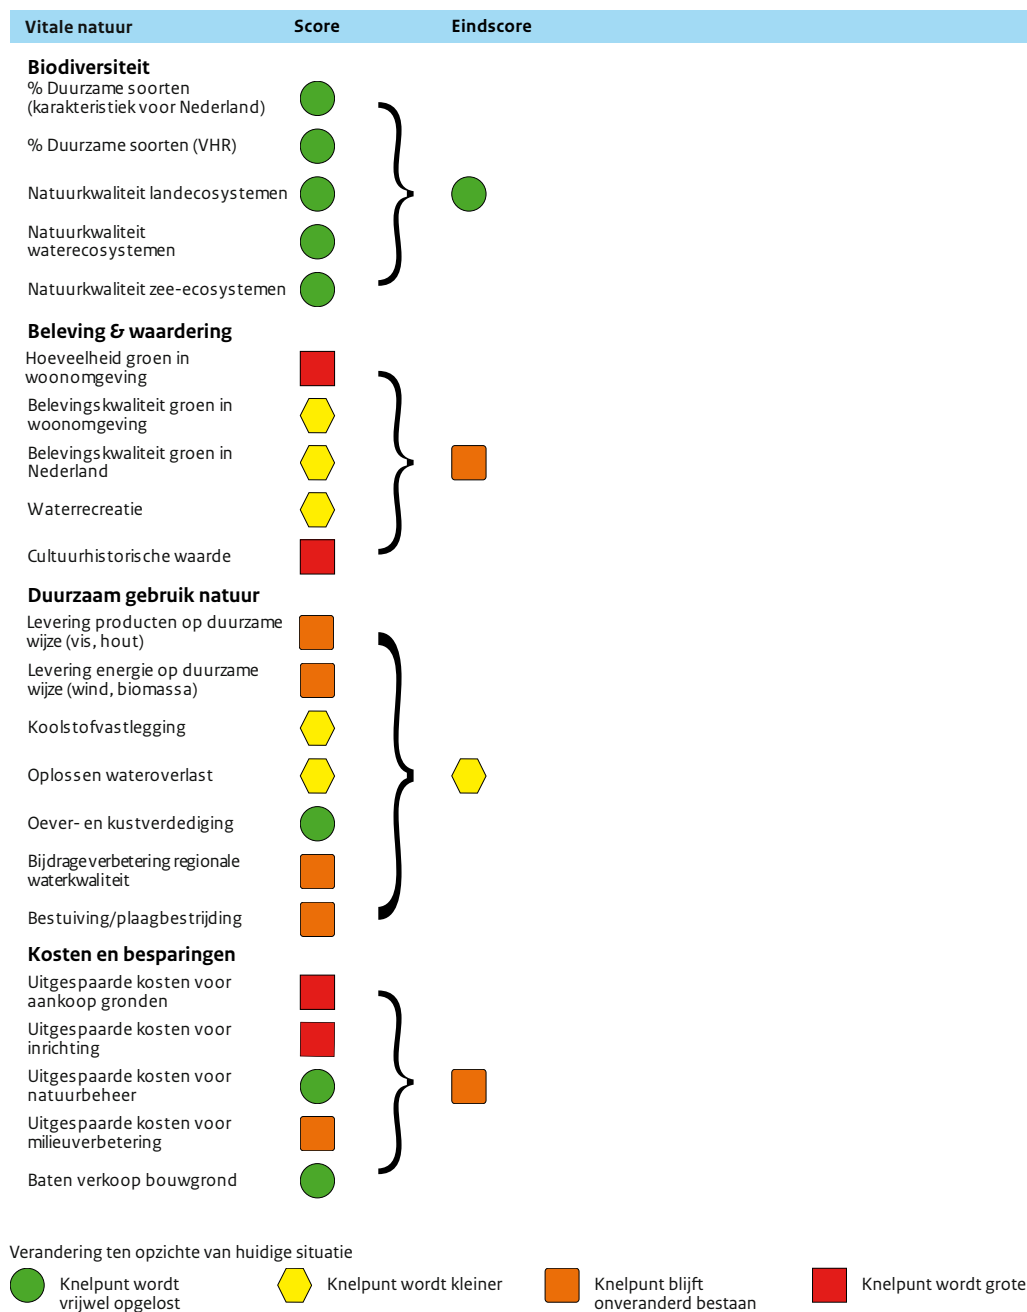 Vitale natuur Score Eindscore
Biodiversiteit
% Duurzame soorten
(karakteristiek voor Nederland)
% Duurzame soorten (VHR)
Natuurkwaliteit landecosystemen
Natuurkwaliteit
waterecosystemen
Natuurkwaliteit zee-ecosystemen
Beleving & waardering
Hoeveelheid groen in
woonomgeving
Belevingskwaliteit groen in
woonomgeving
Belevingskwaliteit groen in
Nederland
Waterrecreatie
Cultuurhistorische waarde
Duurzaam gebruik natuur
Levering producten op duurzame
wijze (vis, hout)
Levering energie op duurzame
wijze (wind, biomassa)
Koolstofvastlegging
Oplossen wateroverlast
Oever- en kustverdediging
Bijdrage verbetering regionale
waterkwaliteit
Bestuiving/plaagbestrijding
Kosten en besparingen
Uitgespaarde kosten voor
aankoop gronden
Uitgespaarde kosten voor
inrichting
Uitgespaarde kosten voor
natuurbeheer
Uitgespaarde kosten voor
milieuverbetering
Baten verkoop bouwgrond
Verandering ten opzichte van huidige situatie
Knelpunt wordt
vrijwel opgelost
Knelpunt wordt kleiner
Knelpunt blijft
onveranderd bestaan
Knelpunt wordt grote